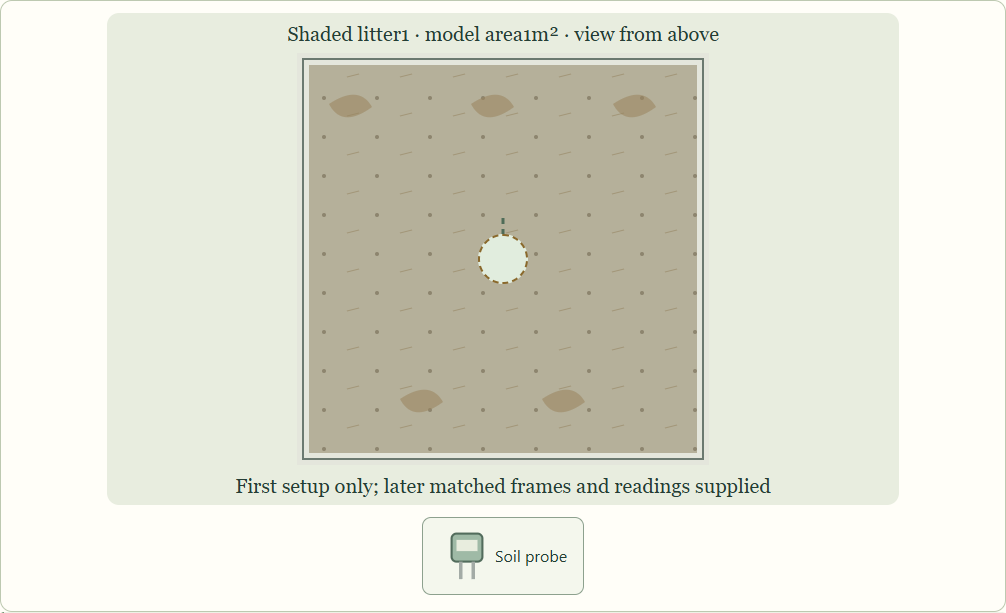 Shaded litter1 · model area1m² · view from above
First setup only; later matched frames and readings supplied
Soil probe